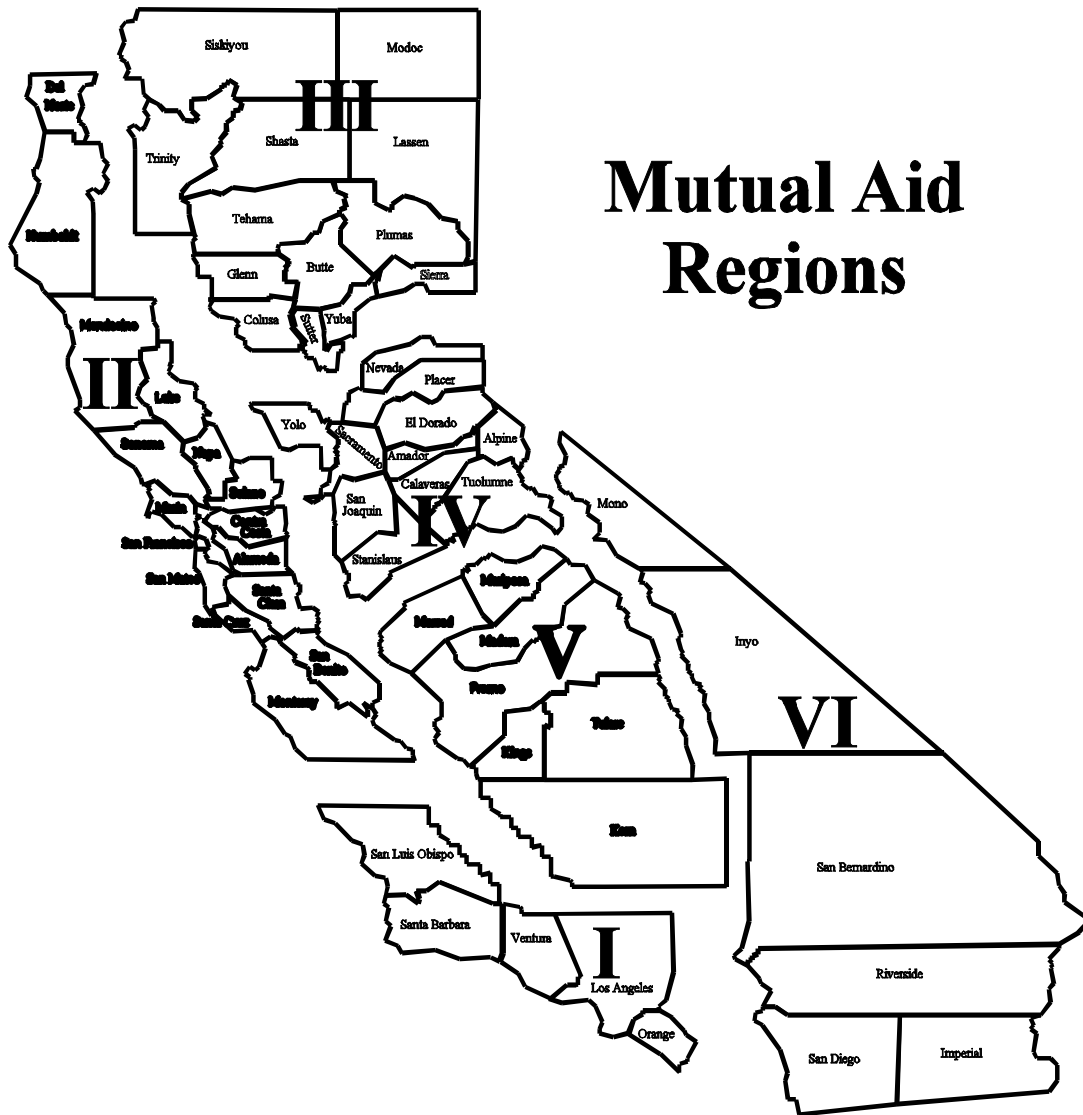 Mutual Aid
Regions
Siskiyou
Modoc
III
Shasta
Lassen
Trinity
Tehama
Plumas
Glenn
Butte
Sierra
Colusa
Sutter
Yuba
Del
Norte
Humboldt
Mendocino
II
Lake
Sonoma
Napa
Solano
Marin
Contra
Costa
San Francisco
Alameda
San Mateo
Santa
Clara
Santa Cruz
San
Benito
Monterey
Nevada
Placer
Yolo
El Dorado
Sacramento
Alpine
Amador
Calaveras
Tuolumne
San
Joaquin
IV
Stanislaus
Mariposa
Merced
Madera
V
Fresno
Kings
Tulare
Kern
Mono
Inyo
VI
San Bernardino
Riverside
San Diego
Imperial
San Luis Obispo
Santa Barbara
Ventura
I
Los Angeles
Orange